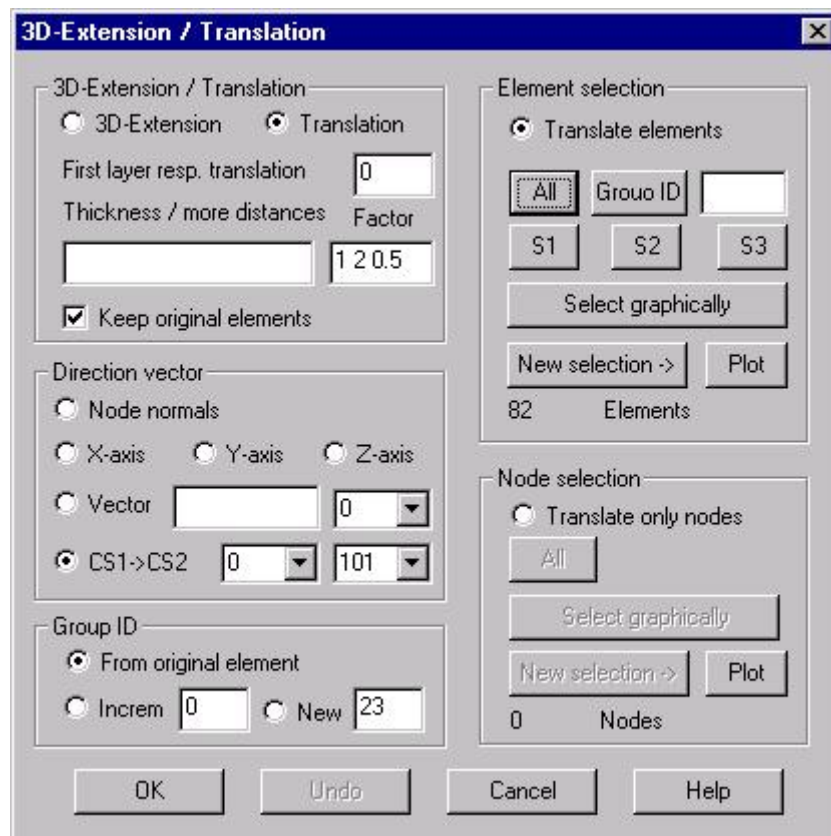 3D-Extension / Translation
3D-Extension / Translation
3D-Extension Translation
First layer resp. translation 0
Thickness / more distances Factor
1 2 0.5
Keep original elements
Direction vector
Node normals
X-axis Y-axis Z-axis
Vector 0
CS1->CS2 0 101
Group ID
From original element
Increm 0 New 23
Element selection
Translate elements
All Grouo ID
S1 S2 S3
Select graphically
New selection -> Plot
82 Elements
Node selection
Translate only nodes
All
Select graphically
New selection -> Plot
0 Nodes
OK Undo Cancel Help